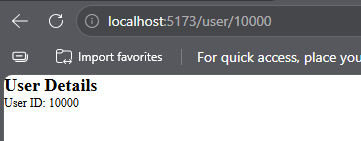 localhost:5173/user/10000
Import favorites
For quick access, place you
User Details
User ID: 10000